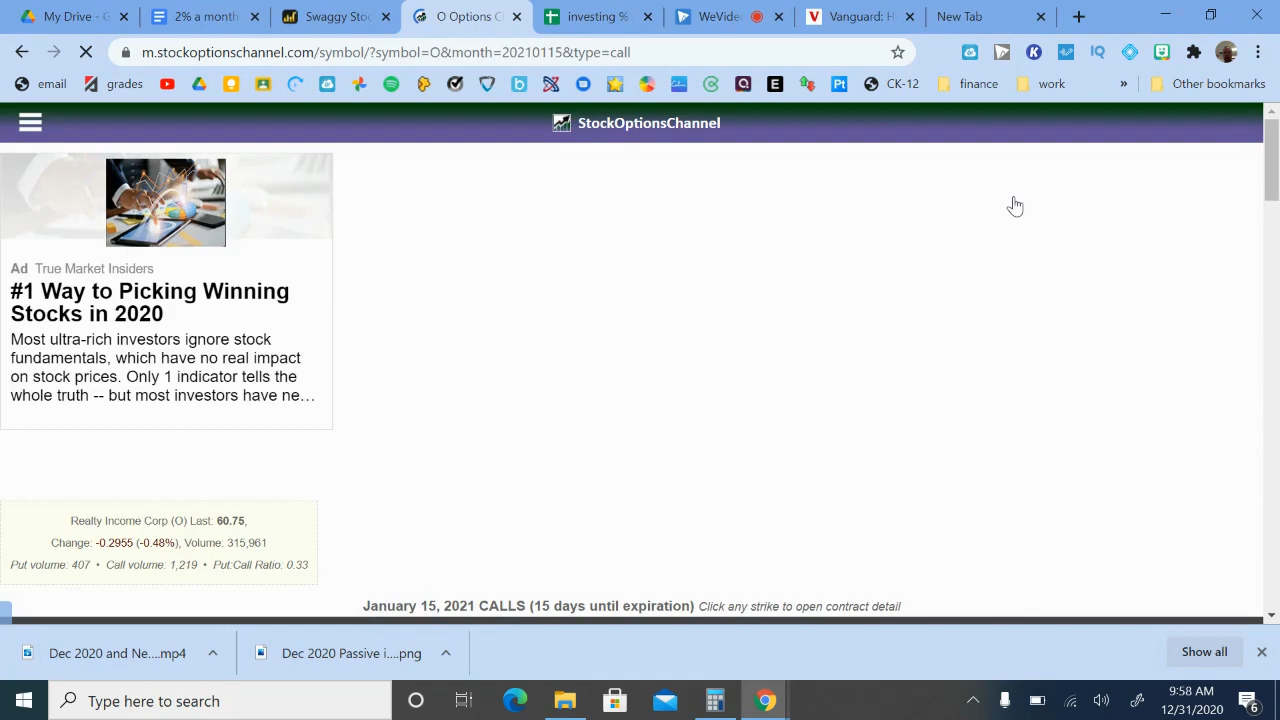 My Drive - G
2% a month
Swaggy Stoc
O Options C
investing %
WeVide
Vanguard: H
New Tab
m.stockoptionschannel.com/symbol/?symbol=O&month=20210115&type=call
email
grades
CK-12
finance
work
»
Other bookmarks
StockOptionsChannel
Ad True Market Insiders
#1 Way to Picking Winning
Stocks in 2020
Most ultra-rich investors ignore stock
fundamentals, which have no real impact
on stock prices. Only 1 indicator tells the
whole truth -- but most investors have ne…
Realty Income Corp (O) Last: 60.75,
Change: -0.2955 (-0.48%), Volume: 315,961
Put volume: 407 • Call volume: 1,219 • Put:Call Ratio: 0.33
January 15, 2021 CALLS (15 days until expiration) Click any strike to open contract detail
Dec 2020 and Ne....mp4
Dec 2020 Passive i....png
Show all
Type here to search
9:58 AM
12/31/2020
6